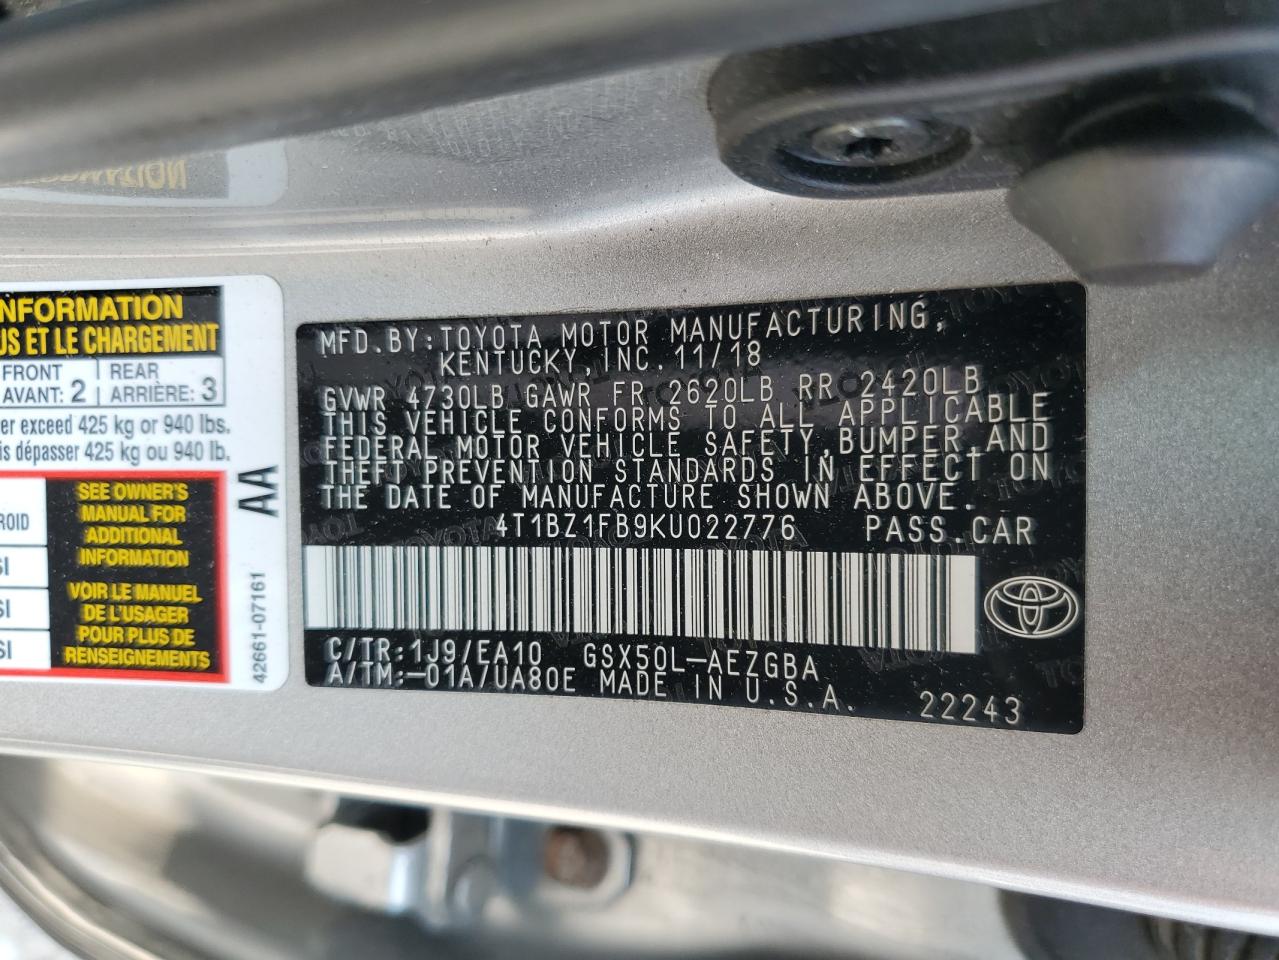 INFORMATION
US ET LE CHARGEMENT
FRONT REAR
AVANT: 2 ARRIÈRE: 3
er exceed 425 kg or 940 lbs.
is dépasser 425 kg ou 940 lb.
SEE OWNER'S
MANUAL FOR
ADDITIONAL
INFORMATION
VOIR LE MANUEL
DE L'USAGER
POUR PLUS DE
RENSEIGNEMENTS
ROID
SI
SI
SI
AA
42661-07161
MFD.BY:TOYOTA MOTOR MANUFACTURING,
KENTUCKY,INC. 11/18
GVWR 4730LB GAWR FR 2620LB RR 2420LB
THIS VEHICLE CONFORMS TO ALL APPLICABLE
FEDERAL MOTOR VEHICLE SAFETY,BUMPER,AND
THEFT PREVENTION STANDARDS IN EFFECT ON
THE DATE OF MANUFACTURE SHOWN ABOVE.
4T1BZ1FB9KU022776 PASS.CAR
C/TR:1J9/EA10 GSX50L-AEZGBA
A/TM:-01A/UA80E MADE IN U.S.A. 22243